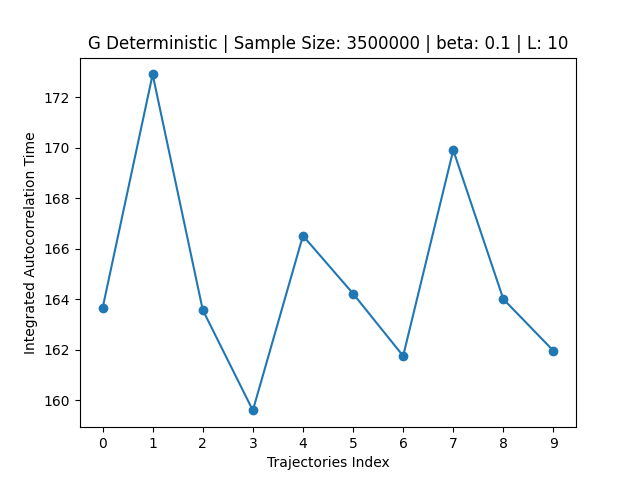 G Deterministic | Sample Size: 3500000 | beta: 0.1 | L: 10
Integrated Autocorrelation Time
172
170
168
166
164
162
160
0 1 2 3 4 5 6 7 8 9
Trajectories Index